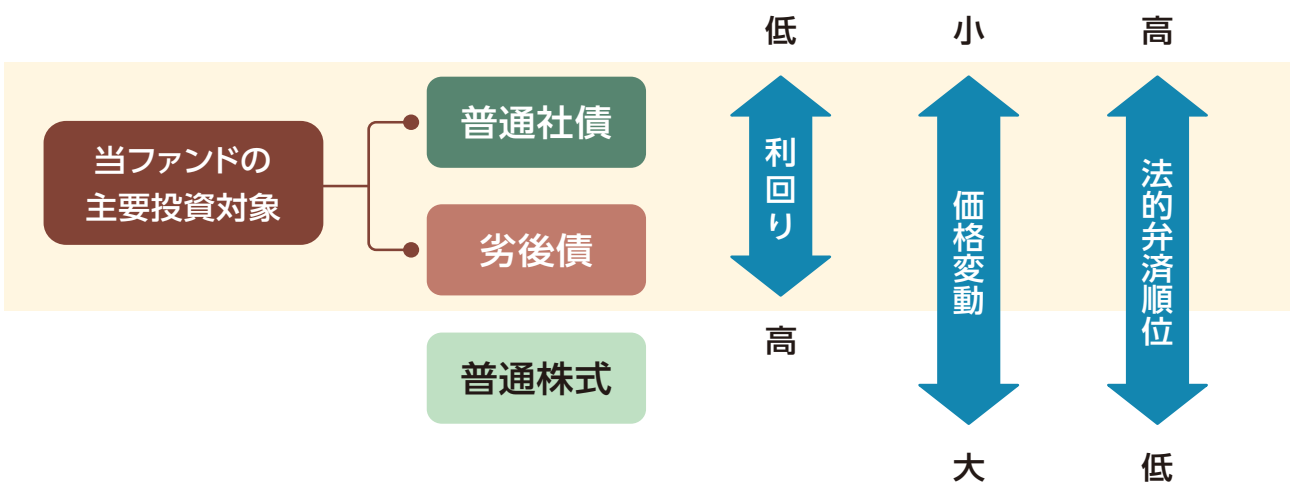 低
小
高
当ファンドの
主要投資対象
普通社債
劣後債
普通株式
利回り
価格変動
法的弁済順位
高
大
低